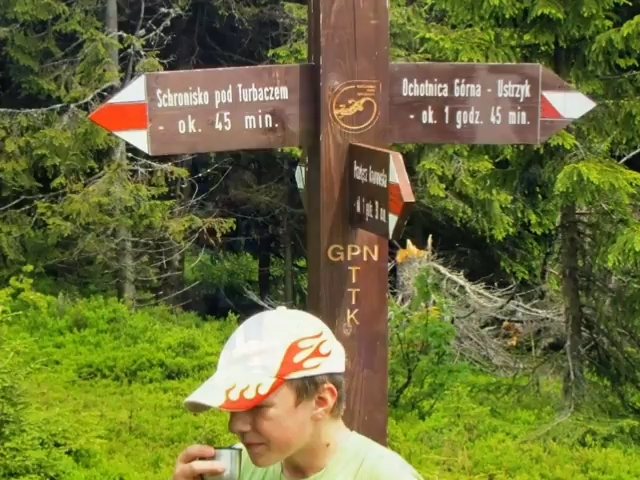 Schronisko pod Turbaczem
- ok. 45 min.
Ochotnica Górna - Ustrzyk
- ok. 1 godz. 45 min.
GPN
T
T
K